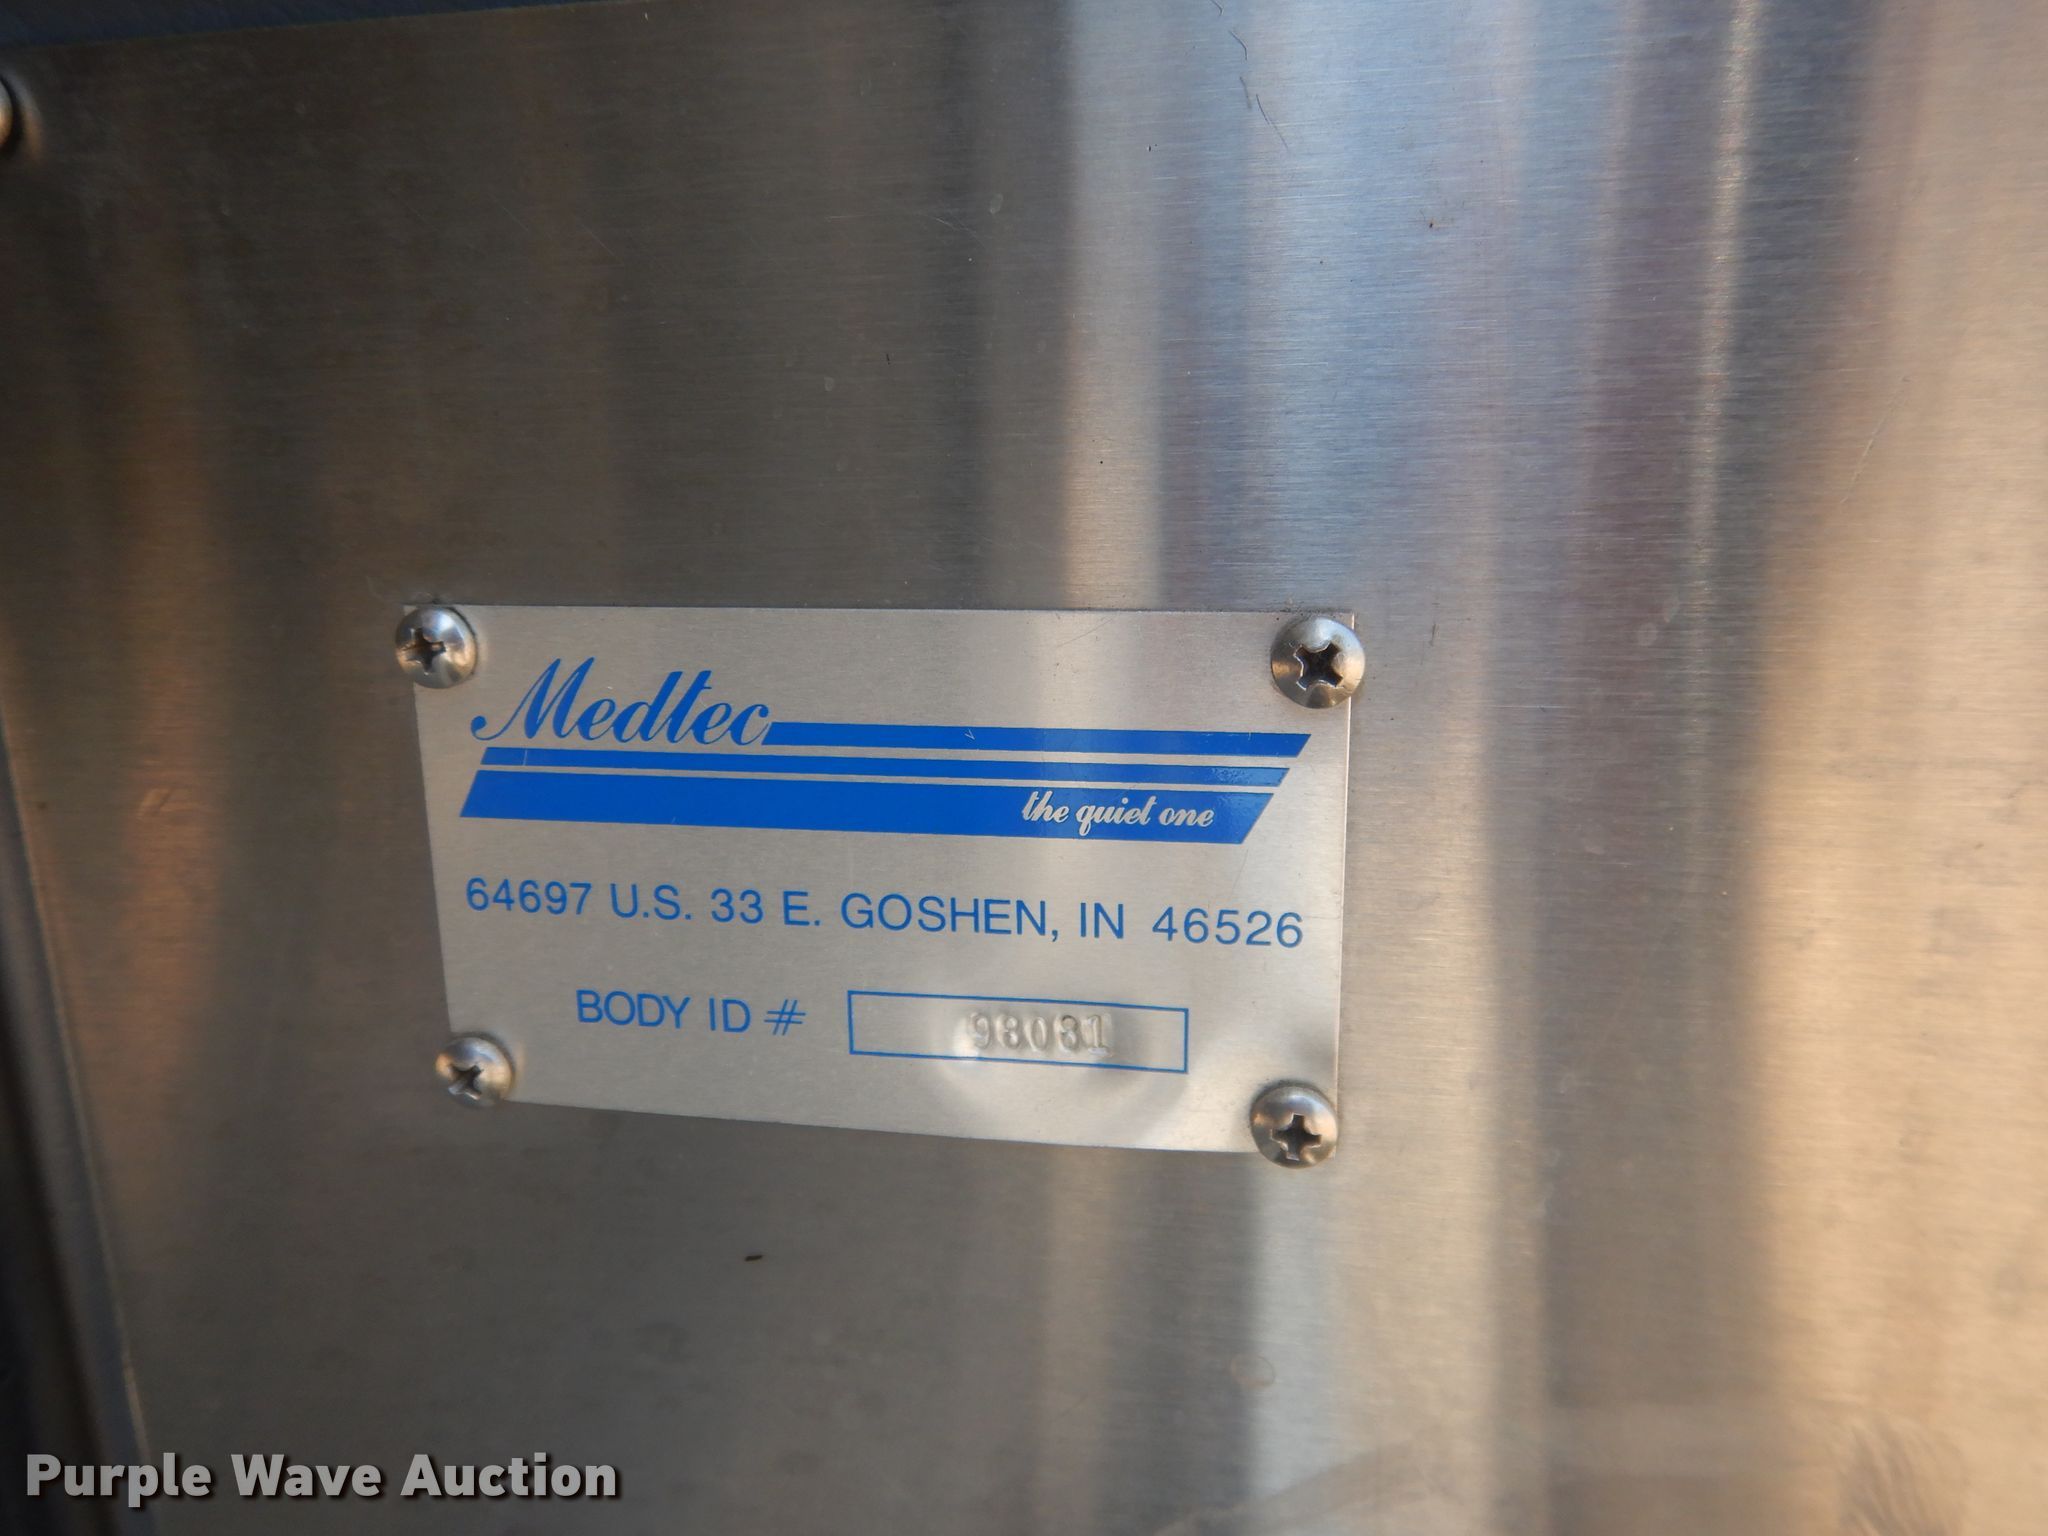 Medtec
the quiet one
64697 U.S. 33 E. GOSHEN, IN 46526
BODY ID # 98081
Purple Wave Auction